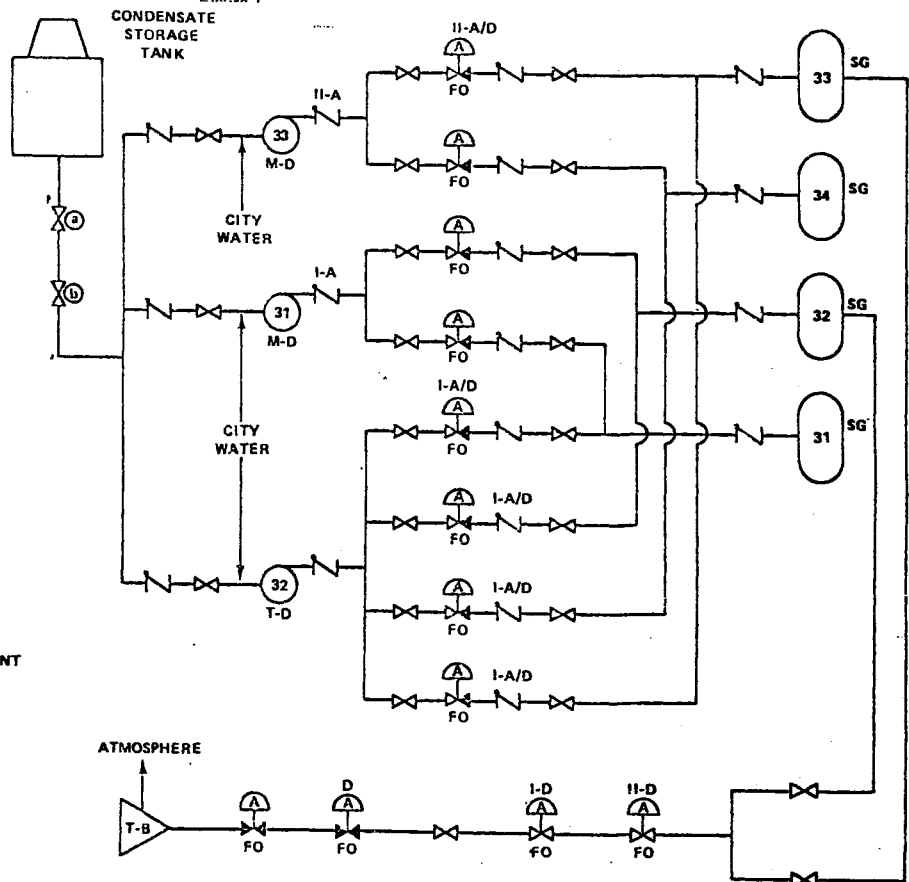 CONDENSATE
STORAGE
TANK
II-A/D
A
FO
II-A
33
M-D
33
SG
A
FO
34
SG
a
CITY
WATER
A
FO
b
I-A
31
M-D
32
SG
A
FO
I-A/D
A
FO
31
SG
CITY
WATER
A
I-A/D
FO
32
T-D
A
I-A/D
FO
NT
A
I-A/D
FO
ATMOSPHERE
T-B
A
FO
D
A
FO
I-D
A
FO
II-D
A
FO